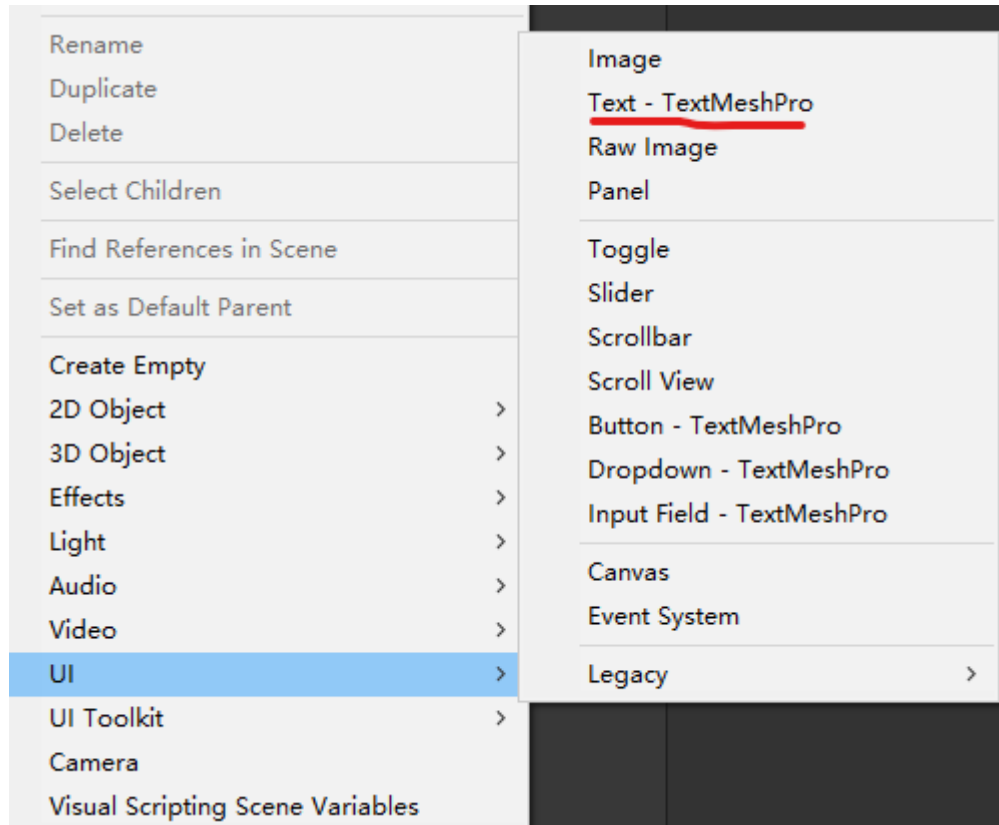 Rename
Duplicate
Delete
Select Children
Find References in Scene
Set as Default Parent
Create Empty
2D Object
3D Object
Effects
Light
Audio
Video
UI
UI Toolkit
Camera
Visual Scripting Scene Variables
Image
Text - TextMeshPro
Raw Image
Panel
Toggle
Slider
Scrollbar
Scroll View
Button - TextMeshPro
Dropdown - TextMeshPro
Input Field - TextMeshPro
Canvas
Event System
Legacy